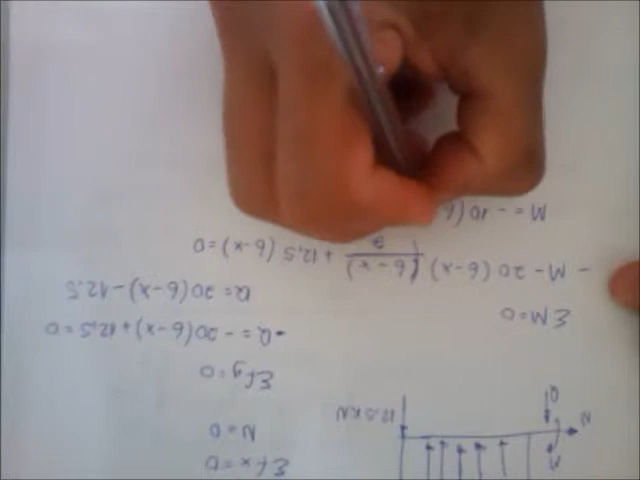 Σfx=0
M
N
N=0
12.5 kN
Q
Σfy=0
-Q=-20(6-x)+12,5=0
ΣM=0
Q=20(6-x)-12,5
-M-20(6-x) (6-x)/2 +12,5(6-x)=0
M=-10(